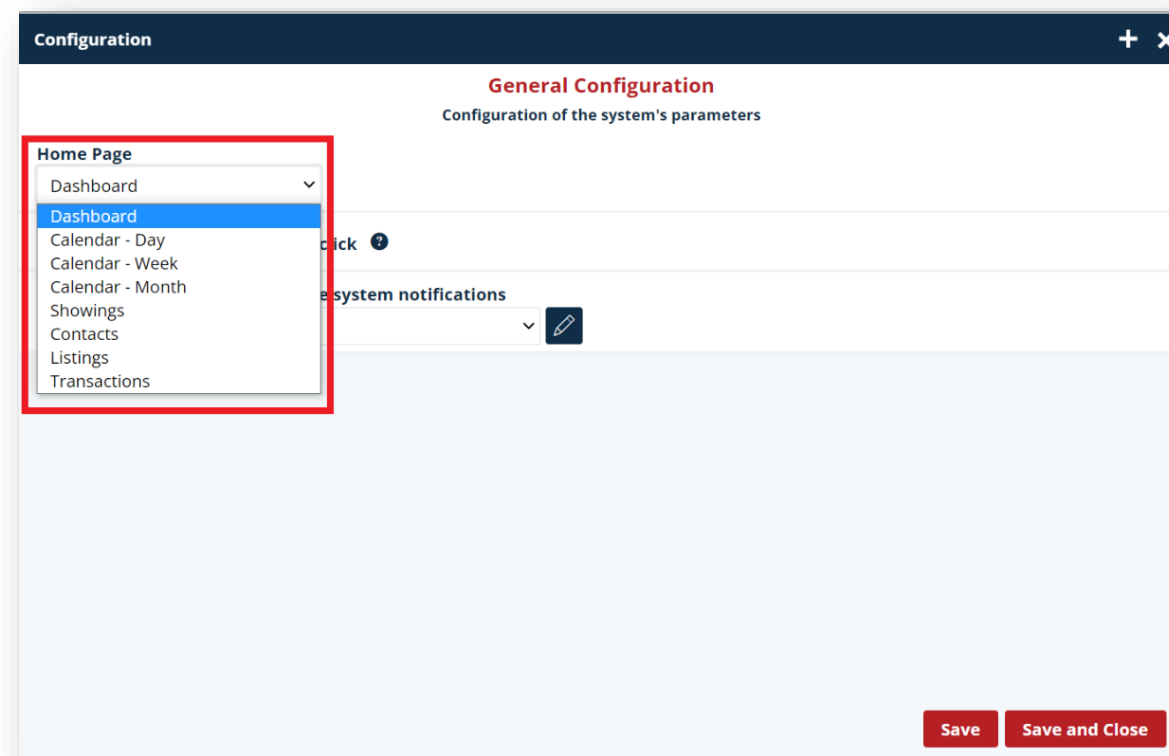 Configuration
General Configuration
Configuration of the system's parameters
Home Page
Dashboard
Dashboard
Calendar - Day
Calendar - Week
Calendar - Month
Showings
Contacts
Listings
Transactions
click ?
system notifications
Save
Save and Close